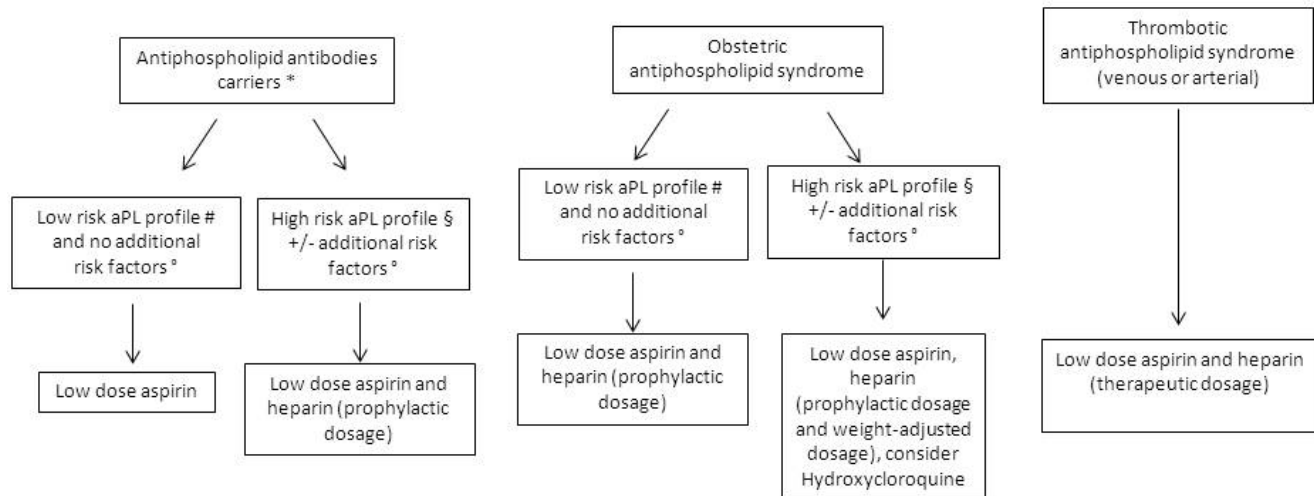 Antiphospholipid antibodies
carriers *
Low risk aPL profile #
and no additional
risk factors °
High risk aPL profile §
+/- additional risk
factors °
Low dose aspirin
Low dose aspirin and
heparin (prophylactic
dosage)
Obstetric
antiphospholipid syndrome
Low risk aPL profile #
and no additional
risk factors °
High risk aPL profile §
+/- additional risk
factors °
Low dose aspirin and
heparin (prophylactic
dosage)
Low dose aspirin,
heparin
(prophylactic dosage
and weight-adjusted
dosage), consider
Hydroxycloroquine
Thrombotic
antiphospholipid syndrome
(venous or arterial)
Low dose aspirin and heparin
(therapeutic dosage)